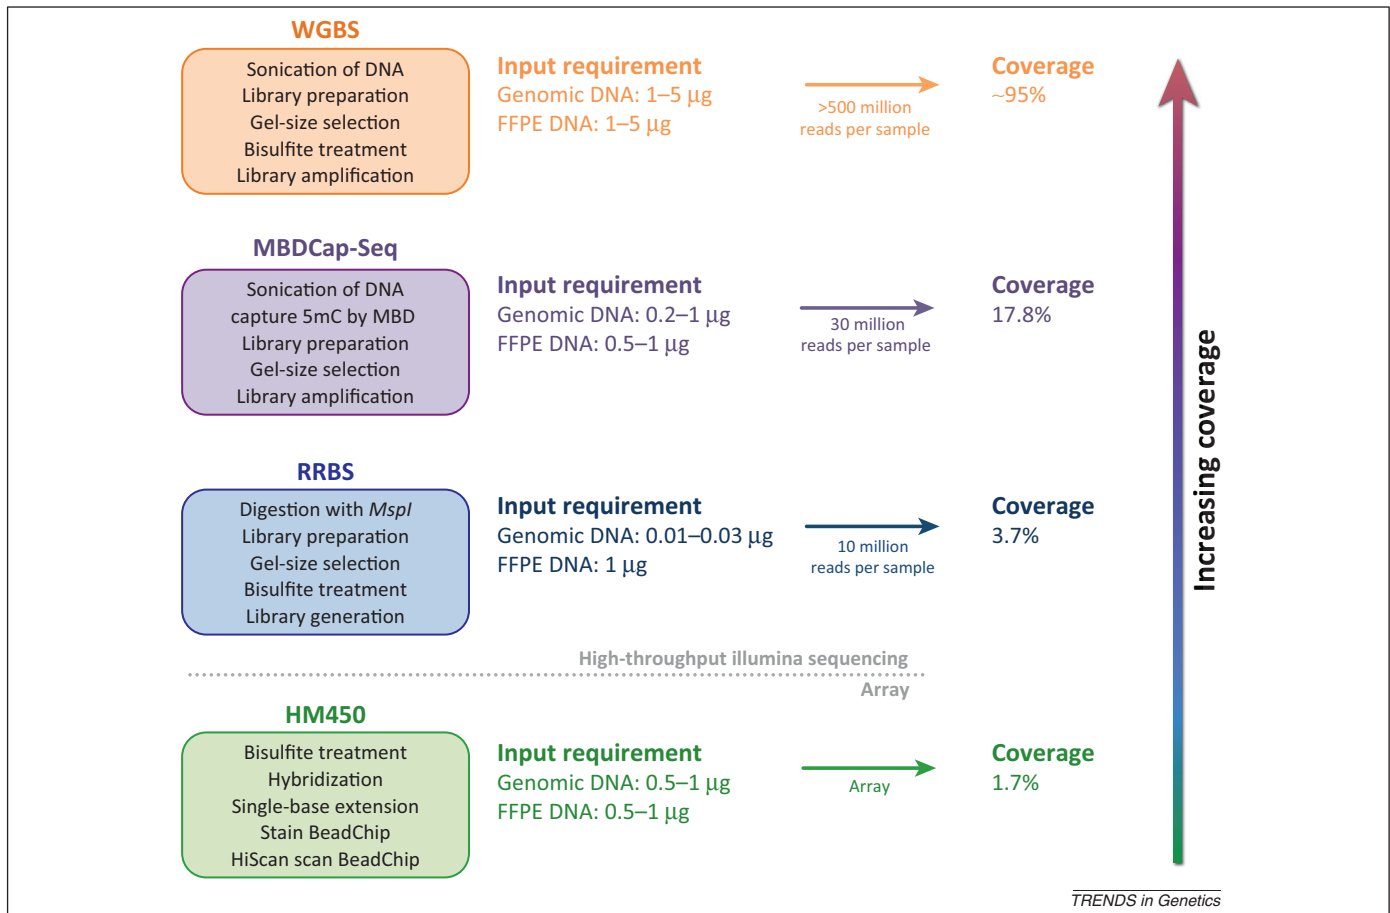 WGBS
Sonication of DNA
Library preparation
Gel-size selection
Bisulfite treatment
Library amplification
Input requirement
Genomic DNA: 1–5 μg
FFPE DNA: 1–5 μg
>500 million
reads per sample
Coverage
~95%
MBDCap-Seq
Sonication of DNA
capture 5mC by MBD
Library preparation
Gel-size selection
Library amplification
Input requirement
Genomic DNA: 0.2–1 μg
FFPE DNA: 0.5–1 μg
30 million
reads per sample
Coverage
17.8%
RRBS
Digestion with MspI
Library preparation
Gel-size selection
Bisulfite treatment
Library generation
Input requirement
Genomic DNA: 0.01–0.03 μg
FFPE DNA: 1 μg
10 million
reads per sample
Coverage
3.7%
High-throughput illumina sequencing
Array
HM450
Bisulfite treatment
Hybridization
Single-base extension
Stain BeadChip
HiScan scan BeadChip
Input requirement
Genomic DNA: 0.5–1 μg
FFPE DNA: 0.5–1 μg
Array
Coverage
1.7%
Increasing coverage
TRENDS in Genetics